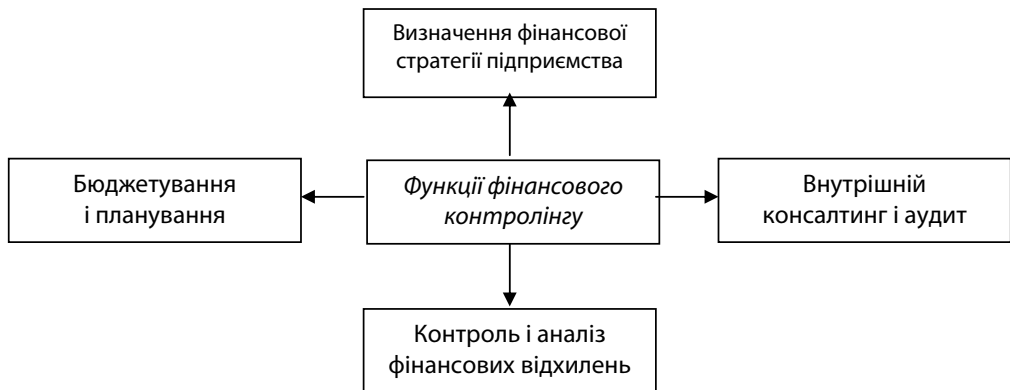 Визначення фінансової
стратегії підприємства
Бюджетування
і планування
Функції фінансового
контролінгу
Внутрішній
консалтинг і аудит
Контроль і аналіз
фінансових відхилень